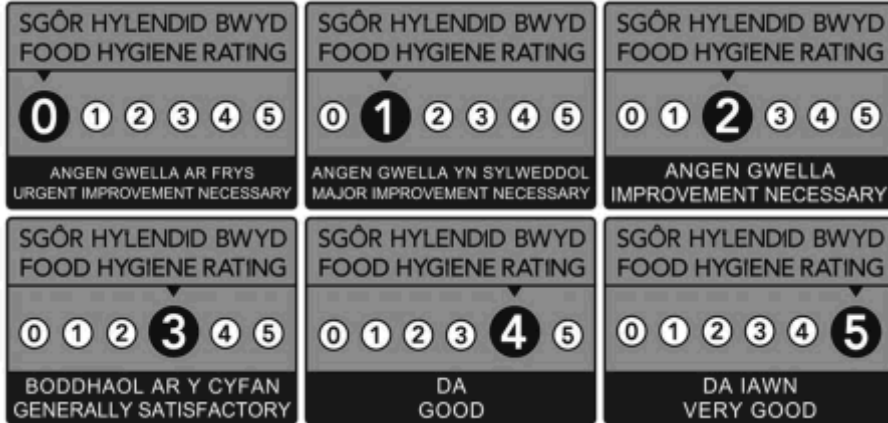 SGÔR HYLENDID BWYD
FOOD HYGIENE RATING
0 1 2 3 4 5
ANGEN GWELLA AR FRYS
URGENT IMPROVEMENT NECESSARY
SGÔR HYLENDID BWYD
FOOD HYGIENE RATING
0 1 2 3 4 5
ANGEN GWELLA YN SYLWEDDOL
MAJOR IMPROVEMENT NECESSARY
SGÔR HYLENDID BWYD
FOOD HYGIENE RATING
0 1 2 3 4 5
ANGEN GWELLA
IMPROVEMENT NECESSARY
SGÔR HYLENDID BWYD
FOOD HYGIENE RATING
0 1 2 3 4 5
BODDHAOL AR Y CYFAN
GENERALLY SATISFACTORY
SGÔR HYLENDID BWYD
FOOD HYGIENE RATING
0 1 2 3 4 5
DA
GOOD
SGÔR HYLENDID BWYD
FOOD HYGIENE RATING
0 1 2 3 4 5
DA IAWN
VERY GOOD